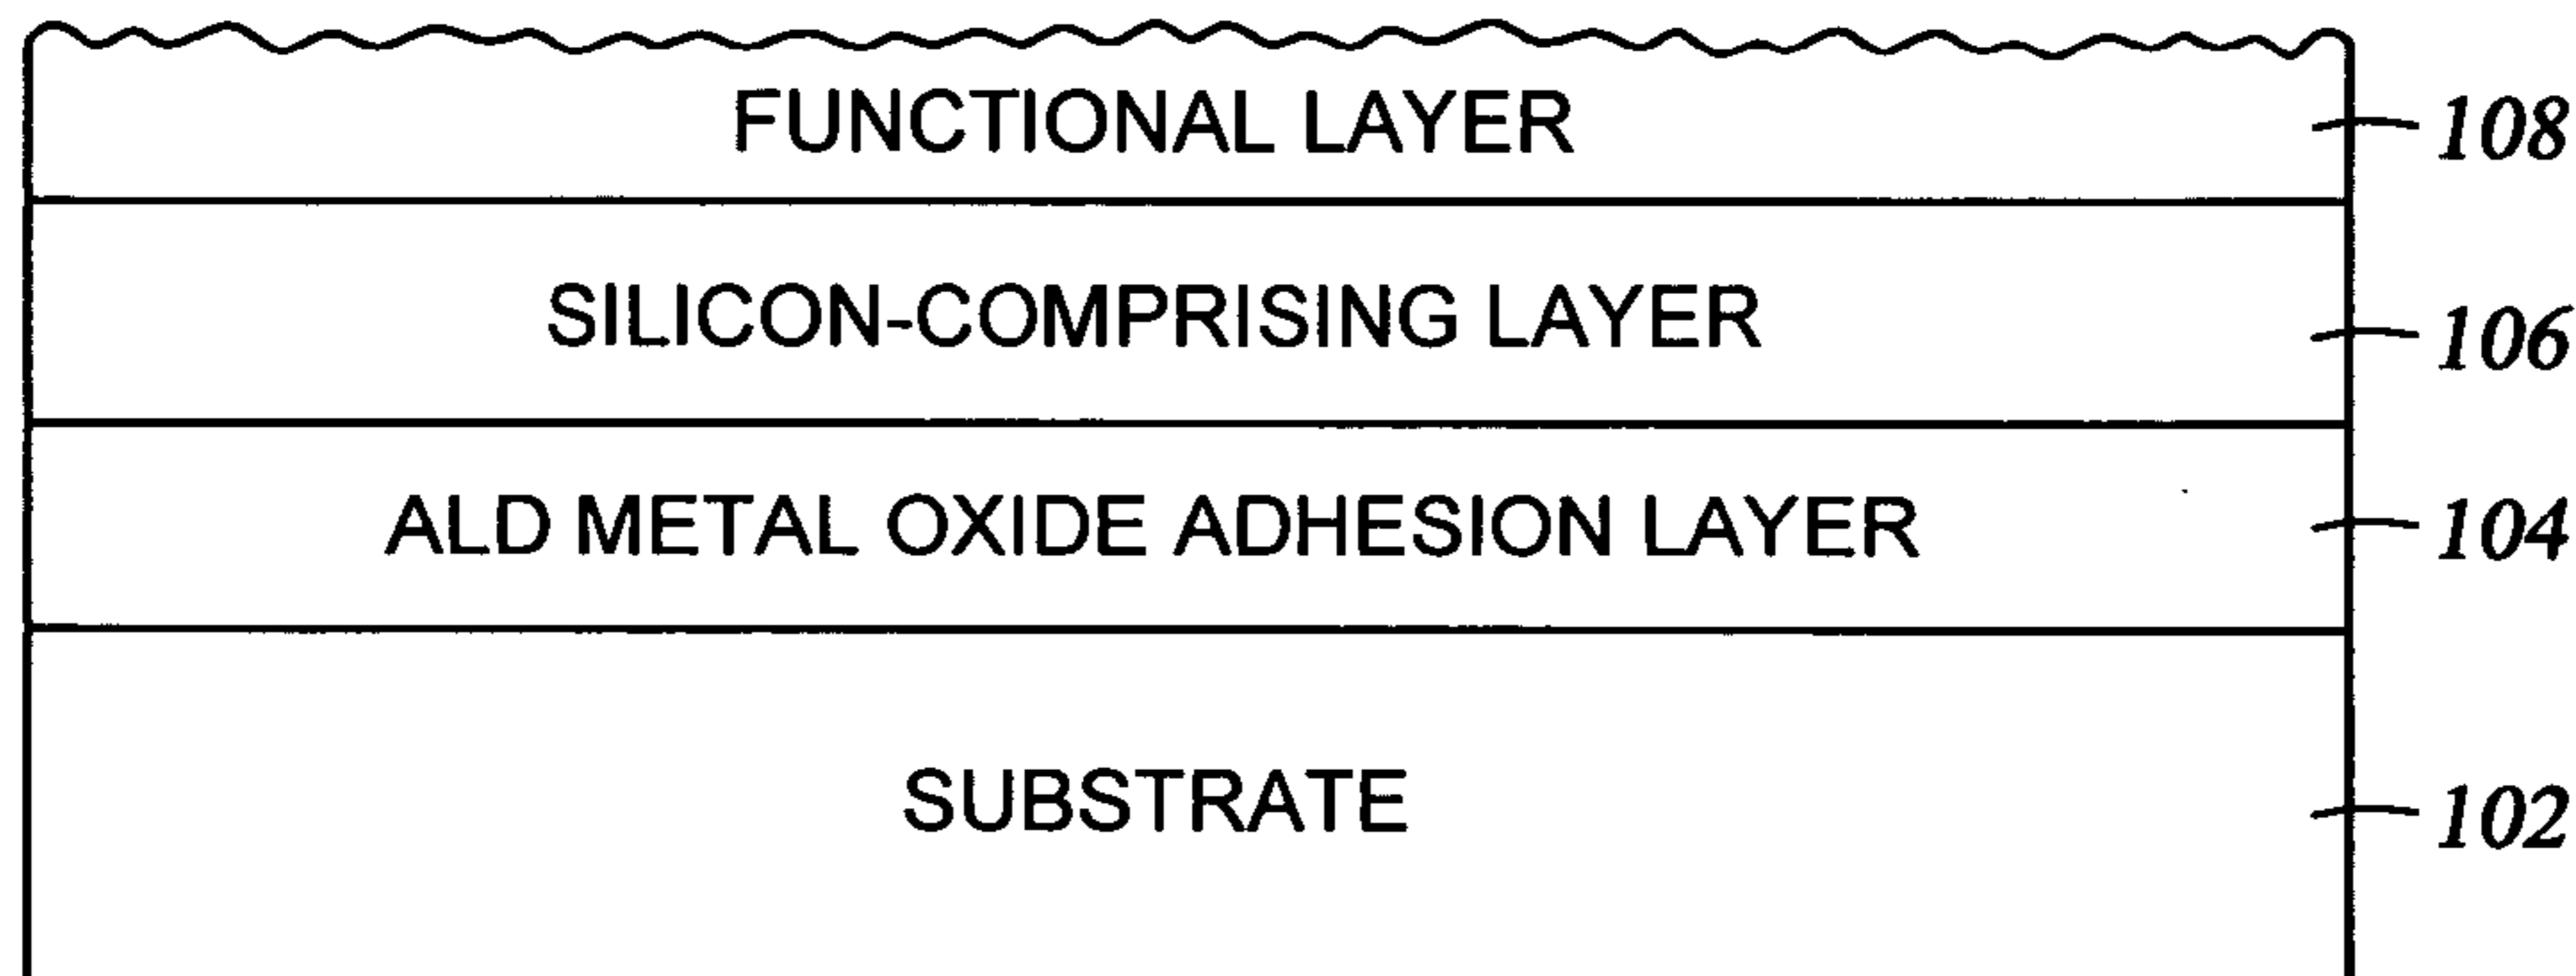 FUNCTIONAL LAYER 108
SILICON-COMPRISING LAYER 106
ALD METAL OXIDE ADHESION LAYER 104
SUBSTRATE 102